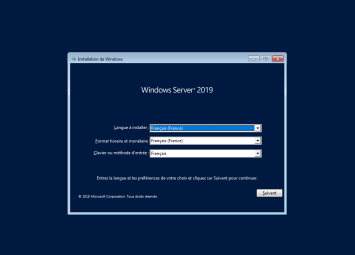 Installation de Windows
Windows Server® 2019
Langue à installer : Français (France)
Format horaire et monétaire : Français (France)
Clavier ou méthode d'entrée : Français
Entrez la langue et les préférences de votre choix et cliquez sur Suivant pour continuer.
© 2018 Microsoft Corporation. Tous droits réservés.
Suivant